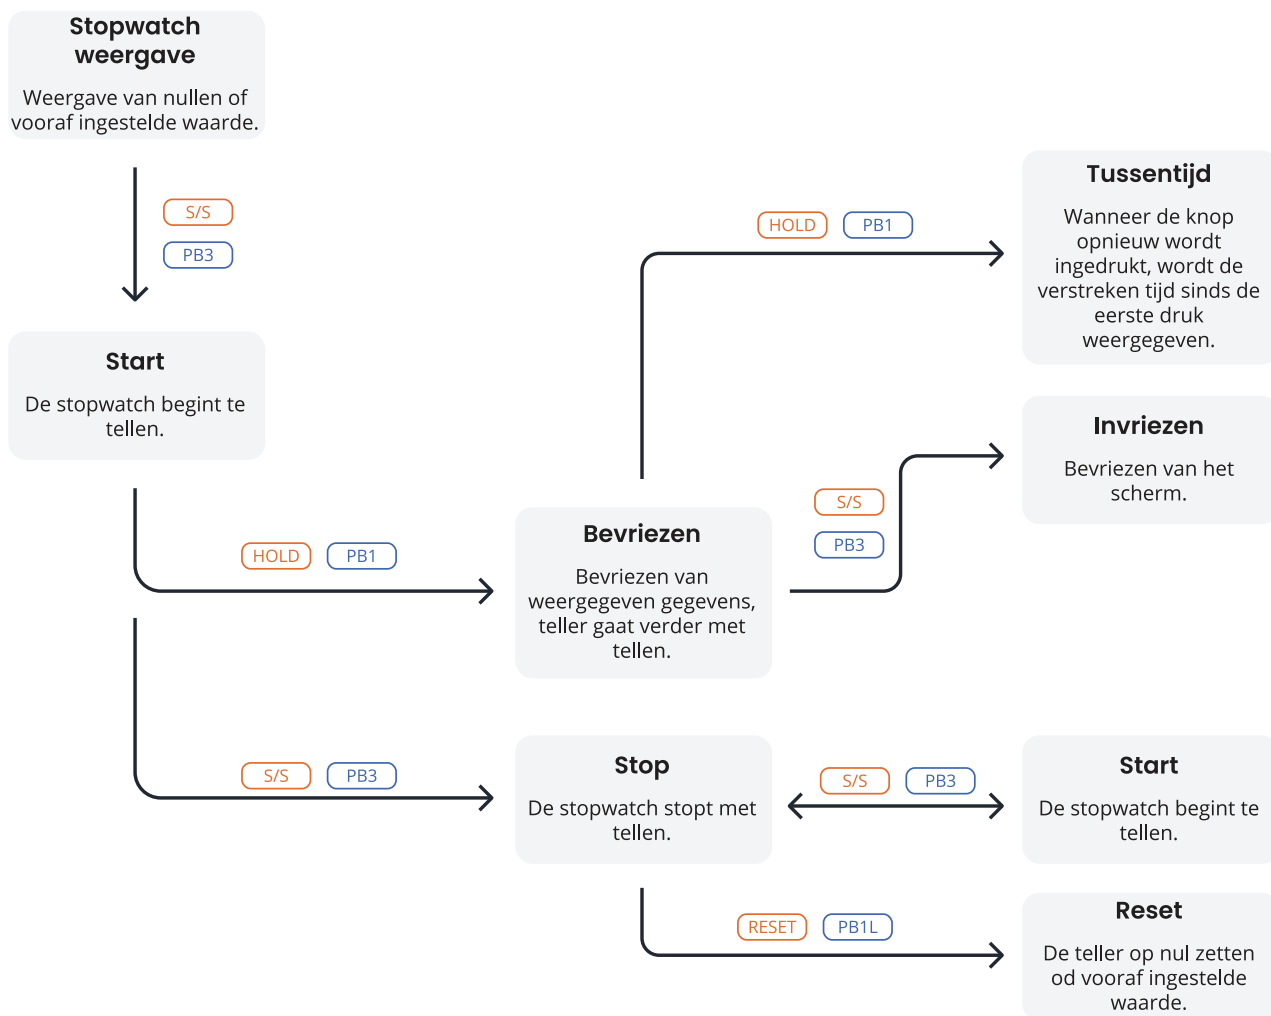 Stopwatch
weergave
Weergave van nullen of
vooraf ingestelde waarde.
S/S
PB3
Start
De stopwatch begint te
tellen.
HOLD PB1
Tussentijd
Wanneer de knop
opnieuw wordt
ingedrukt, wordt de
verstreken tijd sinds de
eerste druk
weergegeven.
Invriezen
Bevriezen van het
scherm.
S/S
PB3
HOLD PB1
Bevriezen
Bevriezen van
weergegeven gegevens,
teller gaat verder met
tellen.
S/S PB3
Stop
De stopwatch stopt met
tellen.
S/S PB3
Start
De stopwatch begint te
tellen.
RESET PB1L
Reset
De teller op nul zetten
od vooraf ingestelde
waarde.